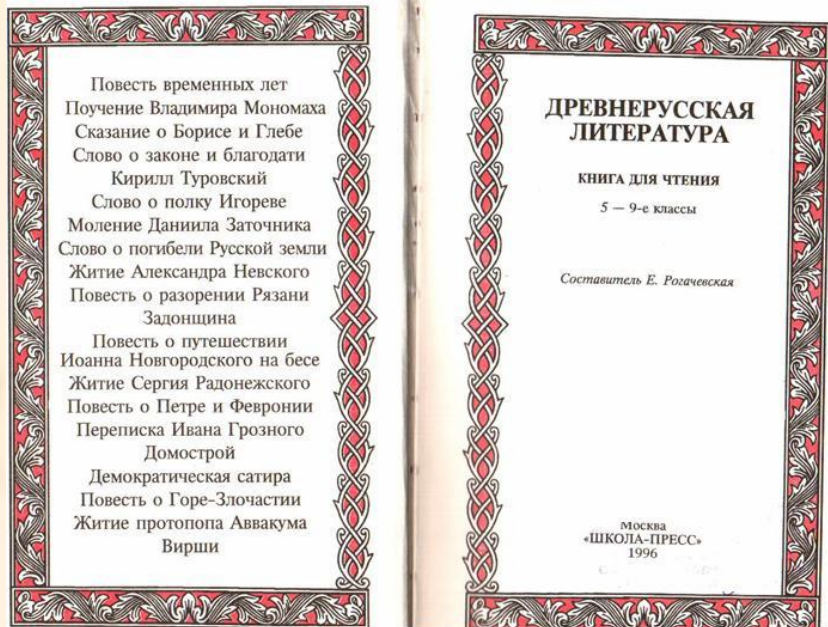 Повесть временных лет
Поучение Владимира Мономаха
Сказание о Борисе и Глебе
Слово о законе и благодати
Кирилл Туровский
Слово о полку Игореве
Моление Даниила Заточника
Слово о погибели Русской земли
Житие Александра Невского
Повесть о разорении Рязани
Задонщина
Повесть о путешествии
Иоанна Новгородского на бесе
Житие Сергия Радонежского
Повесть о Петре и Февронии
Переписка Ивана Грозного
Домострой
Демократическая сатира
Повесть о Горе-Злочастии
Житие протопопа Аввакума
Вирши
ДРЕВНЕРУССКАЯ
ЛИТЕРАТУРА
КНИГА ДЛЯ ЧТЕНИЯ
5 — 9-е классы
Составитель Е. Рогачевская
Москва
«ШКОЛА-ПРЕСС»
1996